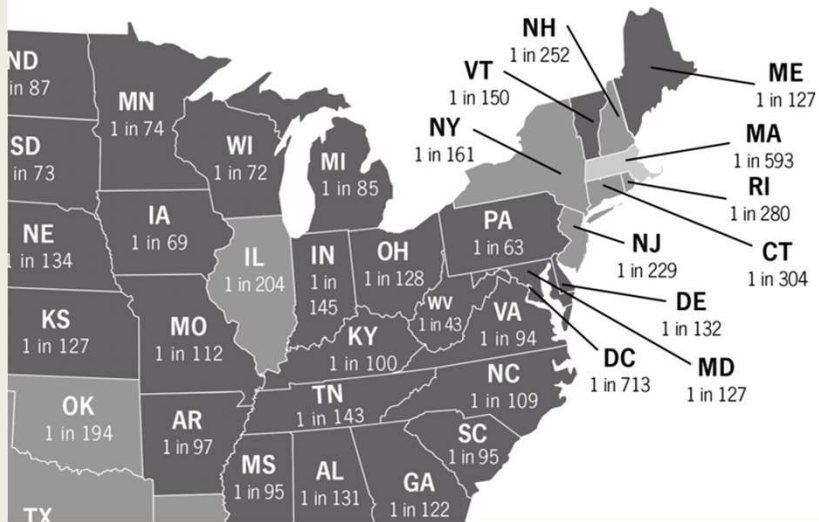 NH
1 in 252
VT
1 in 150
NY
1 in 161
ME
1 in 127
MA
1 in 593
RI
1 in 280
CT
1 in 304
NJ
1 in 229
DE
1 in 132
MD
1 in 127
DC
1 in 713
ND
in 87
MN
1 in 74
SD
in 73
WI
1 in 72
MI
1 in 85
NE
1 in 134
IA
1 in 69
IL
1 in 204
IN
1 in
145
OH
1 in 128
PA
1 in 63
KS
1 in 127
MO
1 in 112
KY
1 in 100
WV
1 in 43
VA
1 in 94
OK
1 in 194
AR
1 in 97
TN
1 in 143
NC
1 in 109
SC
1 in 95
MS
1 in 95
AL
1 in 131
GA
1 in 122
TX